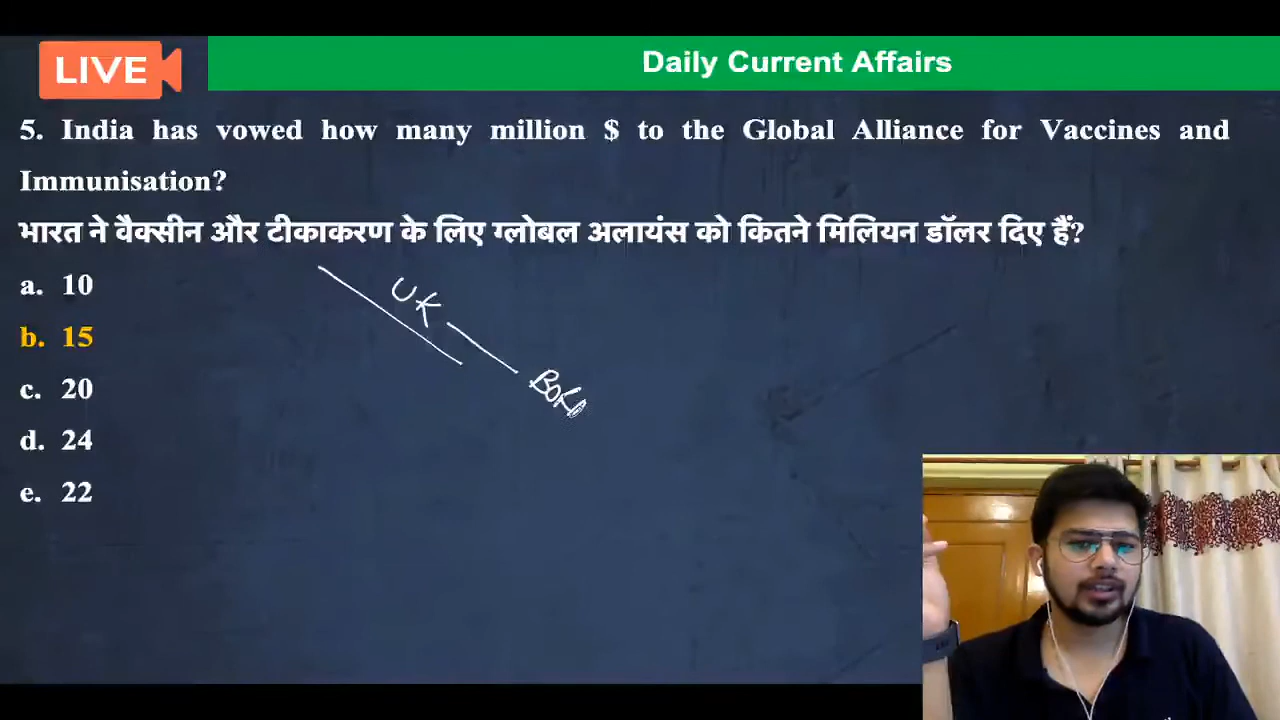 LIVE
Daily Current Affairs
5. India has vowed how many million $ to the Global Alliance for Vaccines and
Immunisation?
भारत ने वैक्सीन और टीकाकरण के लिए ग्लोबल अलायंस को कितने मिलियन डॉलर दिए हैं?
a. 10
UK
b. 15
c. 20
d. 24
e. 22